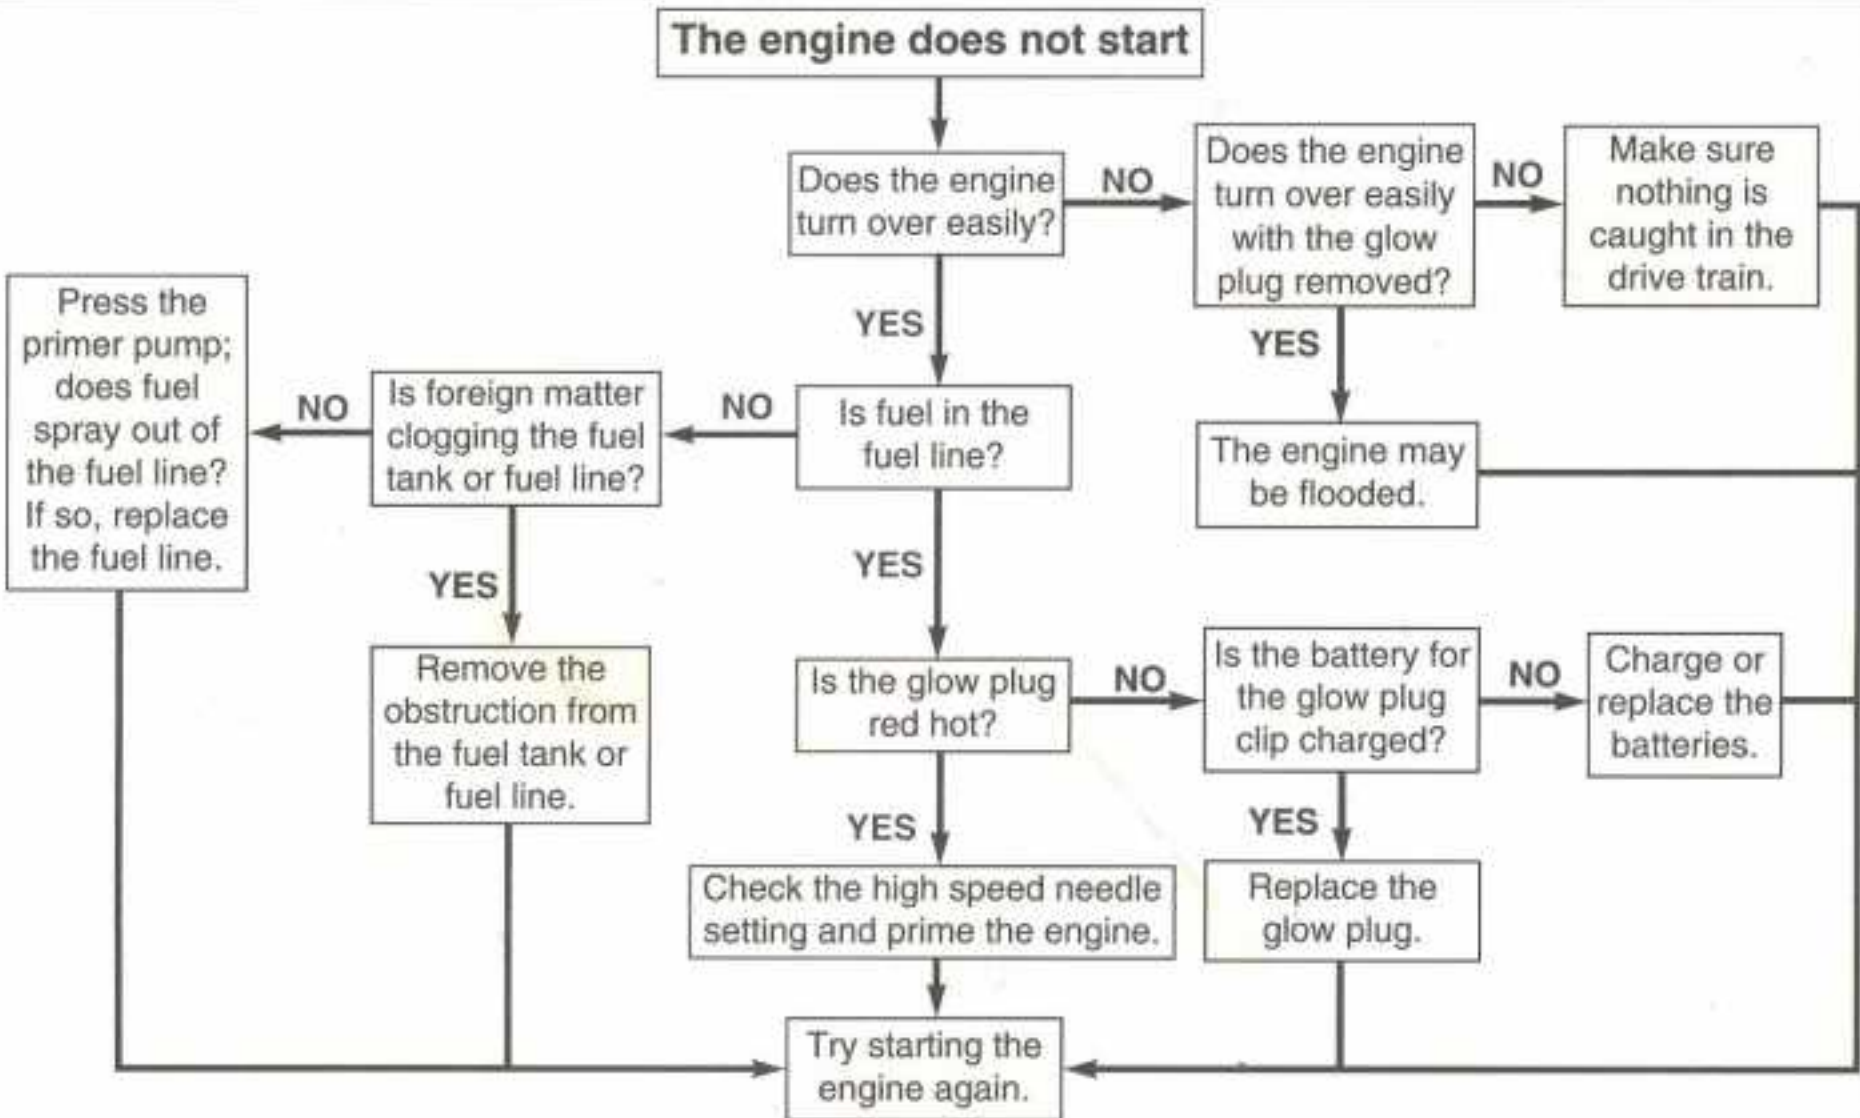 The engine does not start
Does the engine
turn over easily?
NO
Does the engine
turn over easily
with the glow
plug removed?
NO
Make sure
nothing is
caught in the
drive train.
YES
YES
The engine may
be flooded.
Is fuel in the
fuel line?
NO
Is foreign matter
clogging the fuel
tank or fuel line?
NO
Press the
primer pump;
does fuel
spray out of
the fuel line?
If so, replace
the fuel line.
YES
Remove the
obstruction from
the fuel tank or
fuel line.
YES
Is the glow plug
red hot?
NO
Is the battery for
the glow plug
clip charged?
NO
Charge or
replace the
batteries.
YES
YES
Check the high speed needle
setting and prime the engine.
Replace the
glow plug.
Try starting the
engine again.